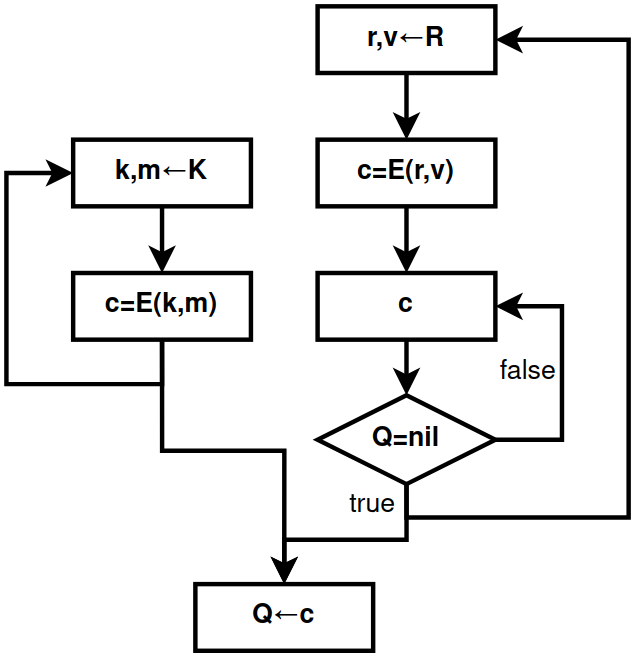 r,v←R
k,m←K
c=E(r,v)
c=E(k,m)
c
false
Q=nil
true
Q←c